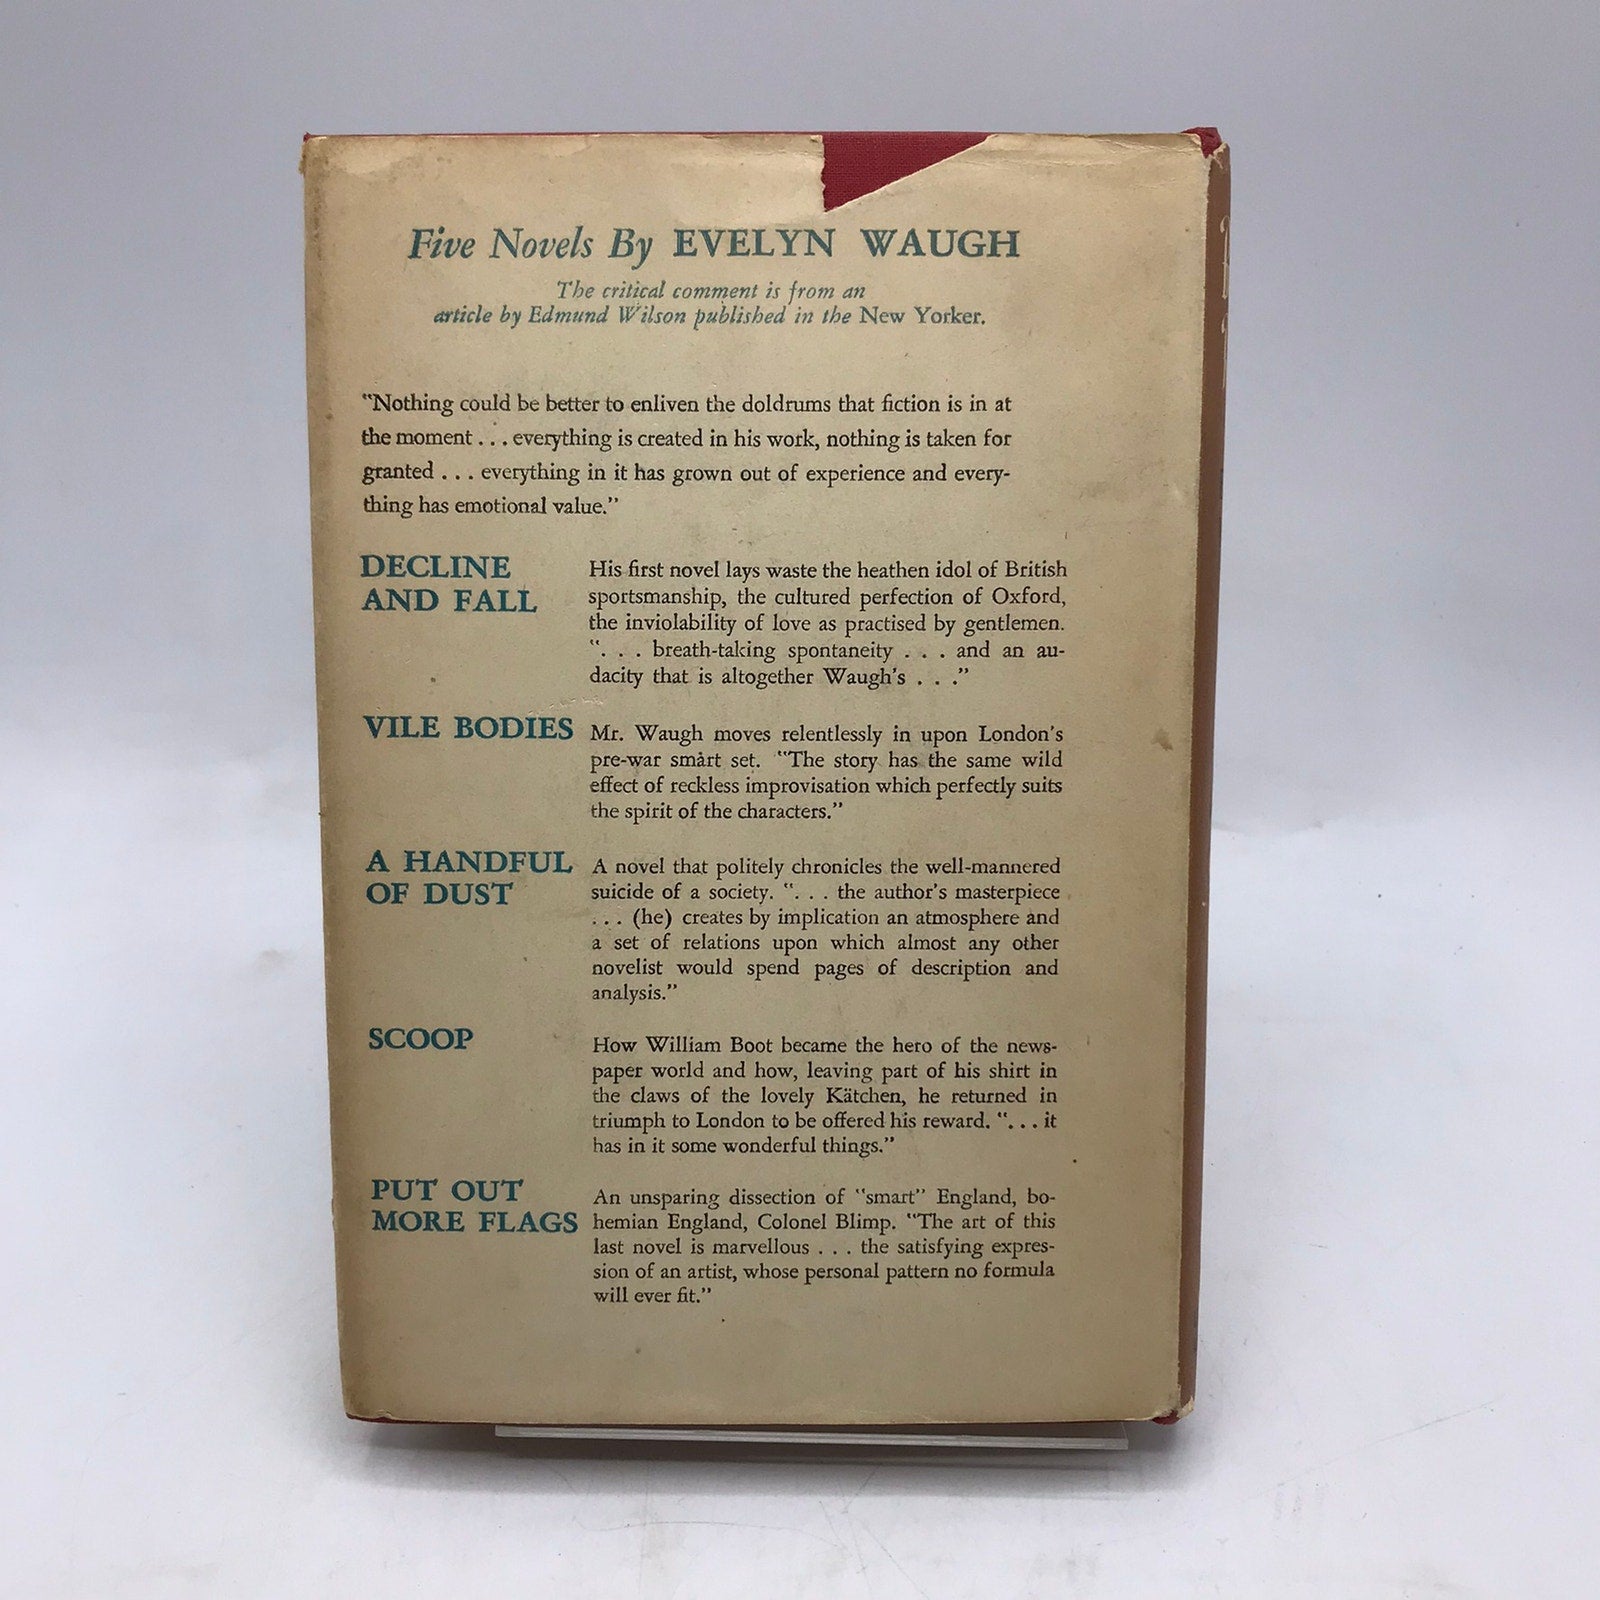 Five Novels By EVELYN WAUGH
The critical comment is from an
article by Edmund Wilson published in the New Yorker.
"Nothing could be better to enliven the doldrums that fiction is in at
the moment . . . everything is created in his work, nothing is taken for
granted . . . everything in it has grown out of experience and every-
thing has emotional value."
DECLINE
AND FALL
His first novel lays waste the heathen idol of British
sportsmanship, the cultured perfection of Oxford,
the inviolability of love as practised by gentlemen.
". . . breath-taking spontaneity . . . and an au-
dacity that is altogether Waugh's . . ."
VILE BODIES
Mr. Waugh moves relentlessly in upon London's
pre-war smart set. "The story has the same wild
effect of reckless improvisation which perfectly suits
the spirit of the characters."
A HANDFUL
OF DUST
A novel that politely chronicles the well-mannered
suicide of a society. ". . . the author's masterpiece
. . . (he) creates by implication an atmosphere and
a set of relations upon which almost any other
novelist would spend pages of description and
analysis."
SCOOP
How William Boot became the hero of the news-
paper world and how, leaving part of his shirt in
the claws of the lovely Kätchen, he returned in
triumph to London to be offered his reward. ". . . it
has in it some wonderful things."
PUT OUT
MORE FLAGS
An unsparing dissection of "smart" England, bo-
hemian England, Colonel Blimp. "The art of this
last novel is marvellous . . . the satisfying expres-
sion of an artist, whose personal pattern no formula
will ever fit."